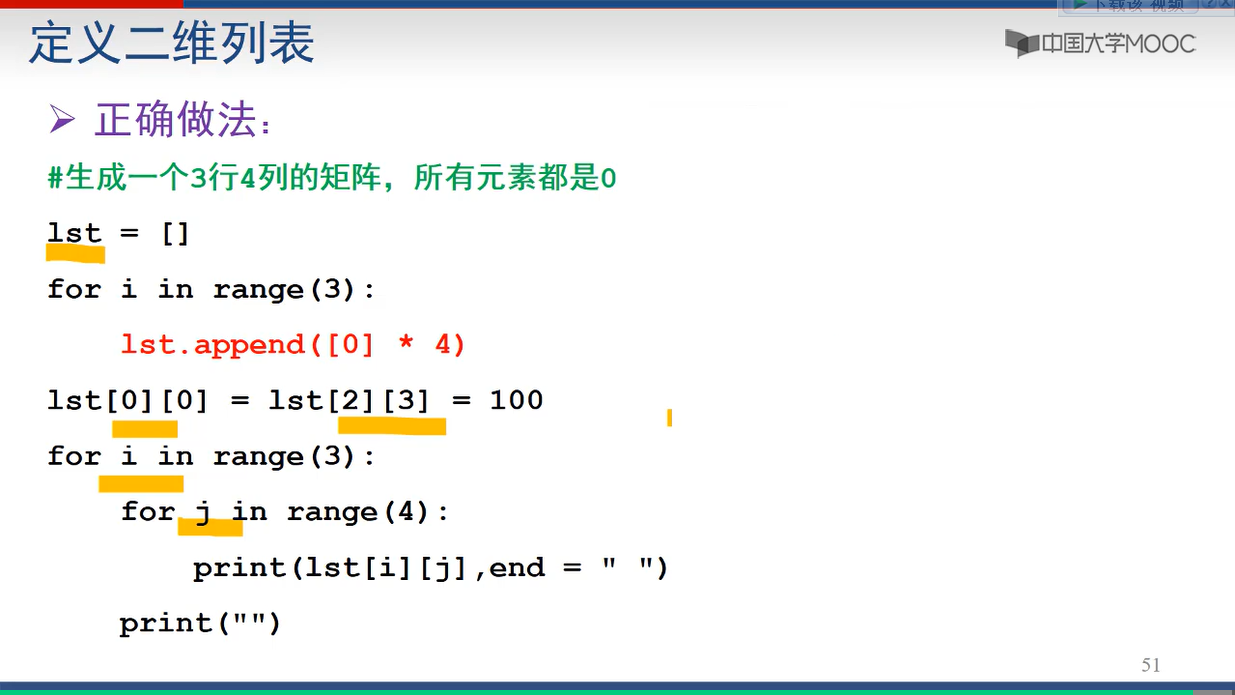 下载该 视频 ? x
定义二维列表
中国大学MOOC
正确做法：
#生成一个3行4列的矩阵，所有元素都是0
lst = []
for i in range(3):
    lst.append([0] * 4)
lst[0][0] = lst[2][3] = 100
for i in range(3):
    for j in range(4):
        print(lst[i][j],end = " ")
    print("")
51